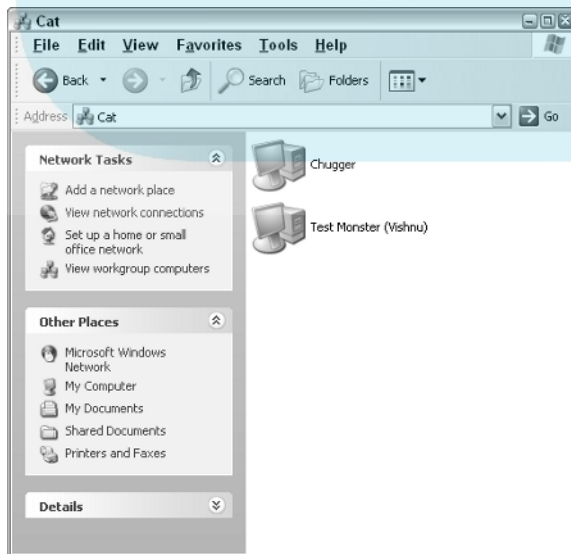 Cat
File Edit View Favorites Tools Help
Back Search Folders
Address Cat Go
Network Tasks
Add a network place
View network connections
Set up a home or small
office network
View workgroup computers
Other Places
Microsoft Windows
Network
My Computer
My Documents
Shared Documents
Printers and Faxes
Details
Chugger
Test Monster (Vishnu)